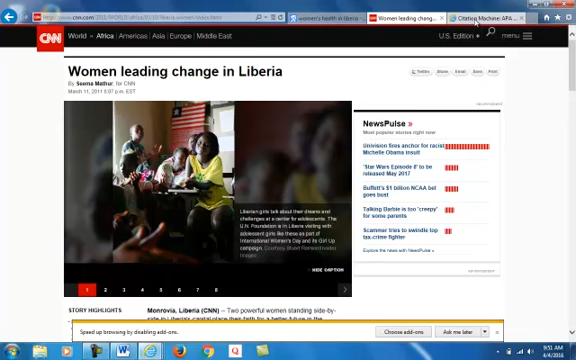 women's health in liberia
Women leading chang...
Citation Machine: APA ...
CNN
World »
Africa
Americas
Asia
Europe
Middle East
U.S. Edition
menu
Women leading change in Liberia
By Seema Mathur, for CNN
March 11, 2011 8:07 p.m. EST
Share
Email
Save
Print
NewsPulse »
Most popular stories right now
Univision fires anchor for racist
Michelle Obama insult
'Star Wars Episode 8' to be
released May 2017
Buffett's $1 billion NCAA bet
goes bust
Talking Barbie is too 'creepy'
for some parents
Scammer tries to swindle top
tax crime fighter
Explore the news with NewsPulse »
Liberian girls talk about their dreams and
challenges at a center for adolescents. The
U.N. Foundation is in Liberia visiting with
adolescent girls like these as part of
International Women's Day and its Girl Up
campaign.
HIDE CAPTION
1 2 3 4 5 6 7 8
STORY HIGHLIGHTS
Monrovia, Liberia (CNN) -- Two powerful women standing side-by-
Speed up browsing by disabling add-ons.
Choose add-ons
Ask me later
9:51 AM
4/4/2016